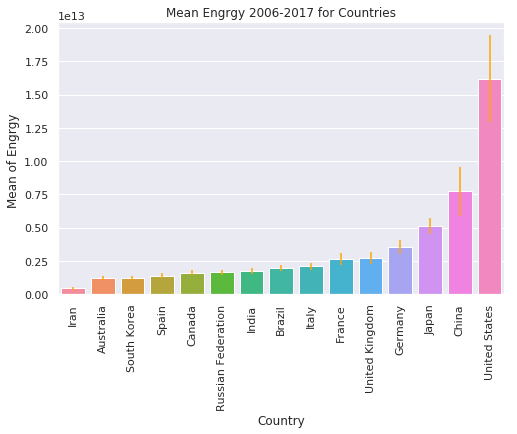 Mean Engrgy 2006-2017 for Countries
1e13
2.00
1.75
1.50
1.25
1.00
0.75
0.50
0.25
0.00
Mean of Engrgy
Iran
Australia
South Korea
Spain
Canada
Russian Federation
India
Brazil
Italy
France
United Kingdom
Germany
Japan
China
United States
Country